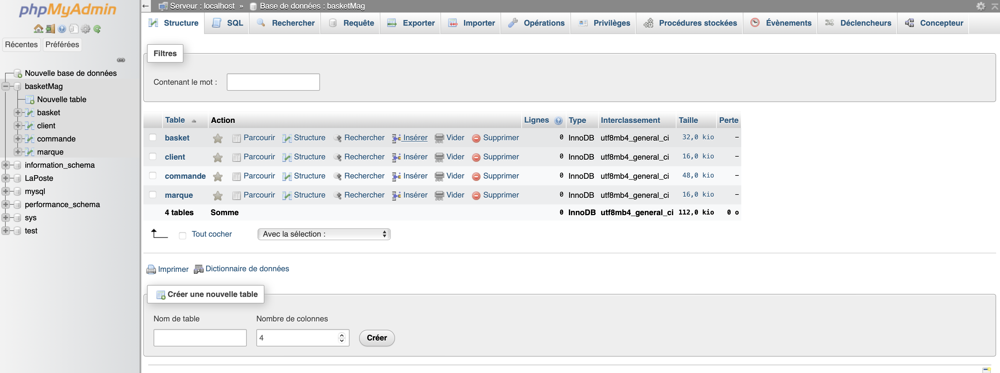 phpMyAdmin
Récentes Préférées
Nouvelle base de données
basketMag
Nouvelle table
basket
client
commande
marque
information_schema
LaPoste
mysql
performance_schema
sys
test
Serveur : localhost » Base de données : basketMag
Structure SQL Rechercher Requête Exporter Importer Opérations Privilèges Procédures stockées Évènements Déclencheurs Concepteur
Filtres
Contenant le mot :
Table Action Lignes Type Interclassement Taille Perte
basket Parcourir Structure Rechercher Insérer Vider Supprimer 0 InnoDB utf8mb4_general_ci 32,0 kio –
client Parcourir Structure Rechercher Insérer Vider Supprimer 0 InnoDB utf8mb4_general_ci 16,0 kio –
commande Parcourir Structure Rechercher Insérer Vider Supprimer 0 InnoDB utf8mb4_general_ci 48,0 kio –
marque Parcourir Structure Rechercher Insérer Vider Supprimer 0 InnoDB utf8mb4_general_ci 16,0 kio –
4 tables Somme 0 InnoDB utf8mb4_general_ci 112,0 kio 0 o
Tout cocher Avec la sélection :
Imprimer Dictionnaire de données
Créer une nouvelle table
Nom de table Nombre de colonnes
4 Créer